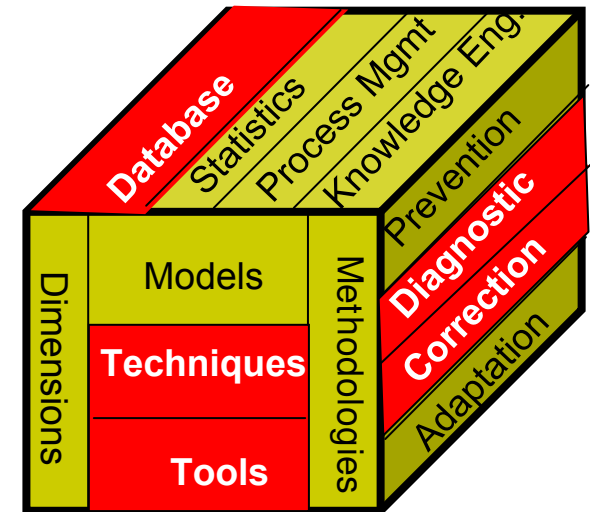 Database
Statistics
Process Mgmt
Knowledge Eng.
Prevention
Diagnostic
Correction
Adaptation
Dimensions
Models
Techniques
Tools
Methodologies